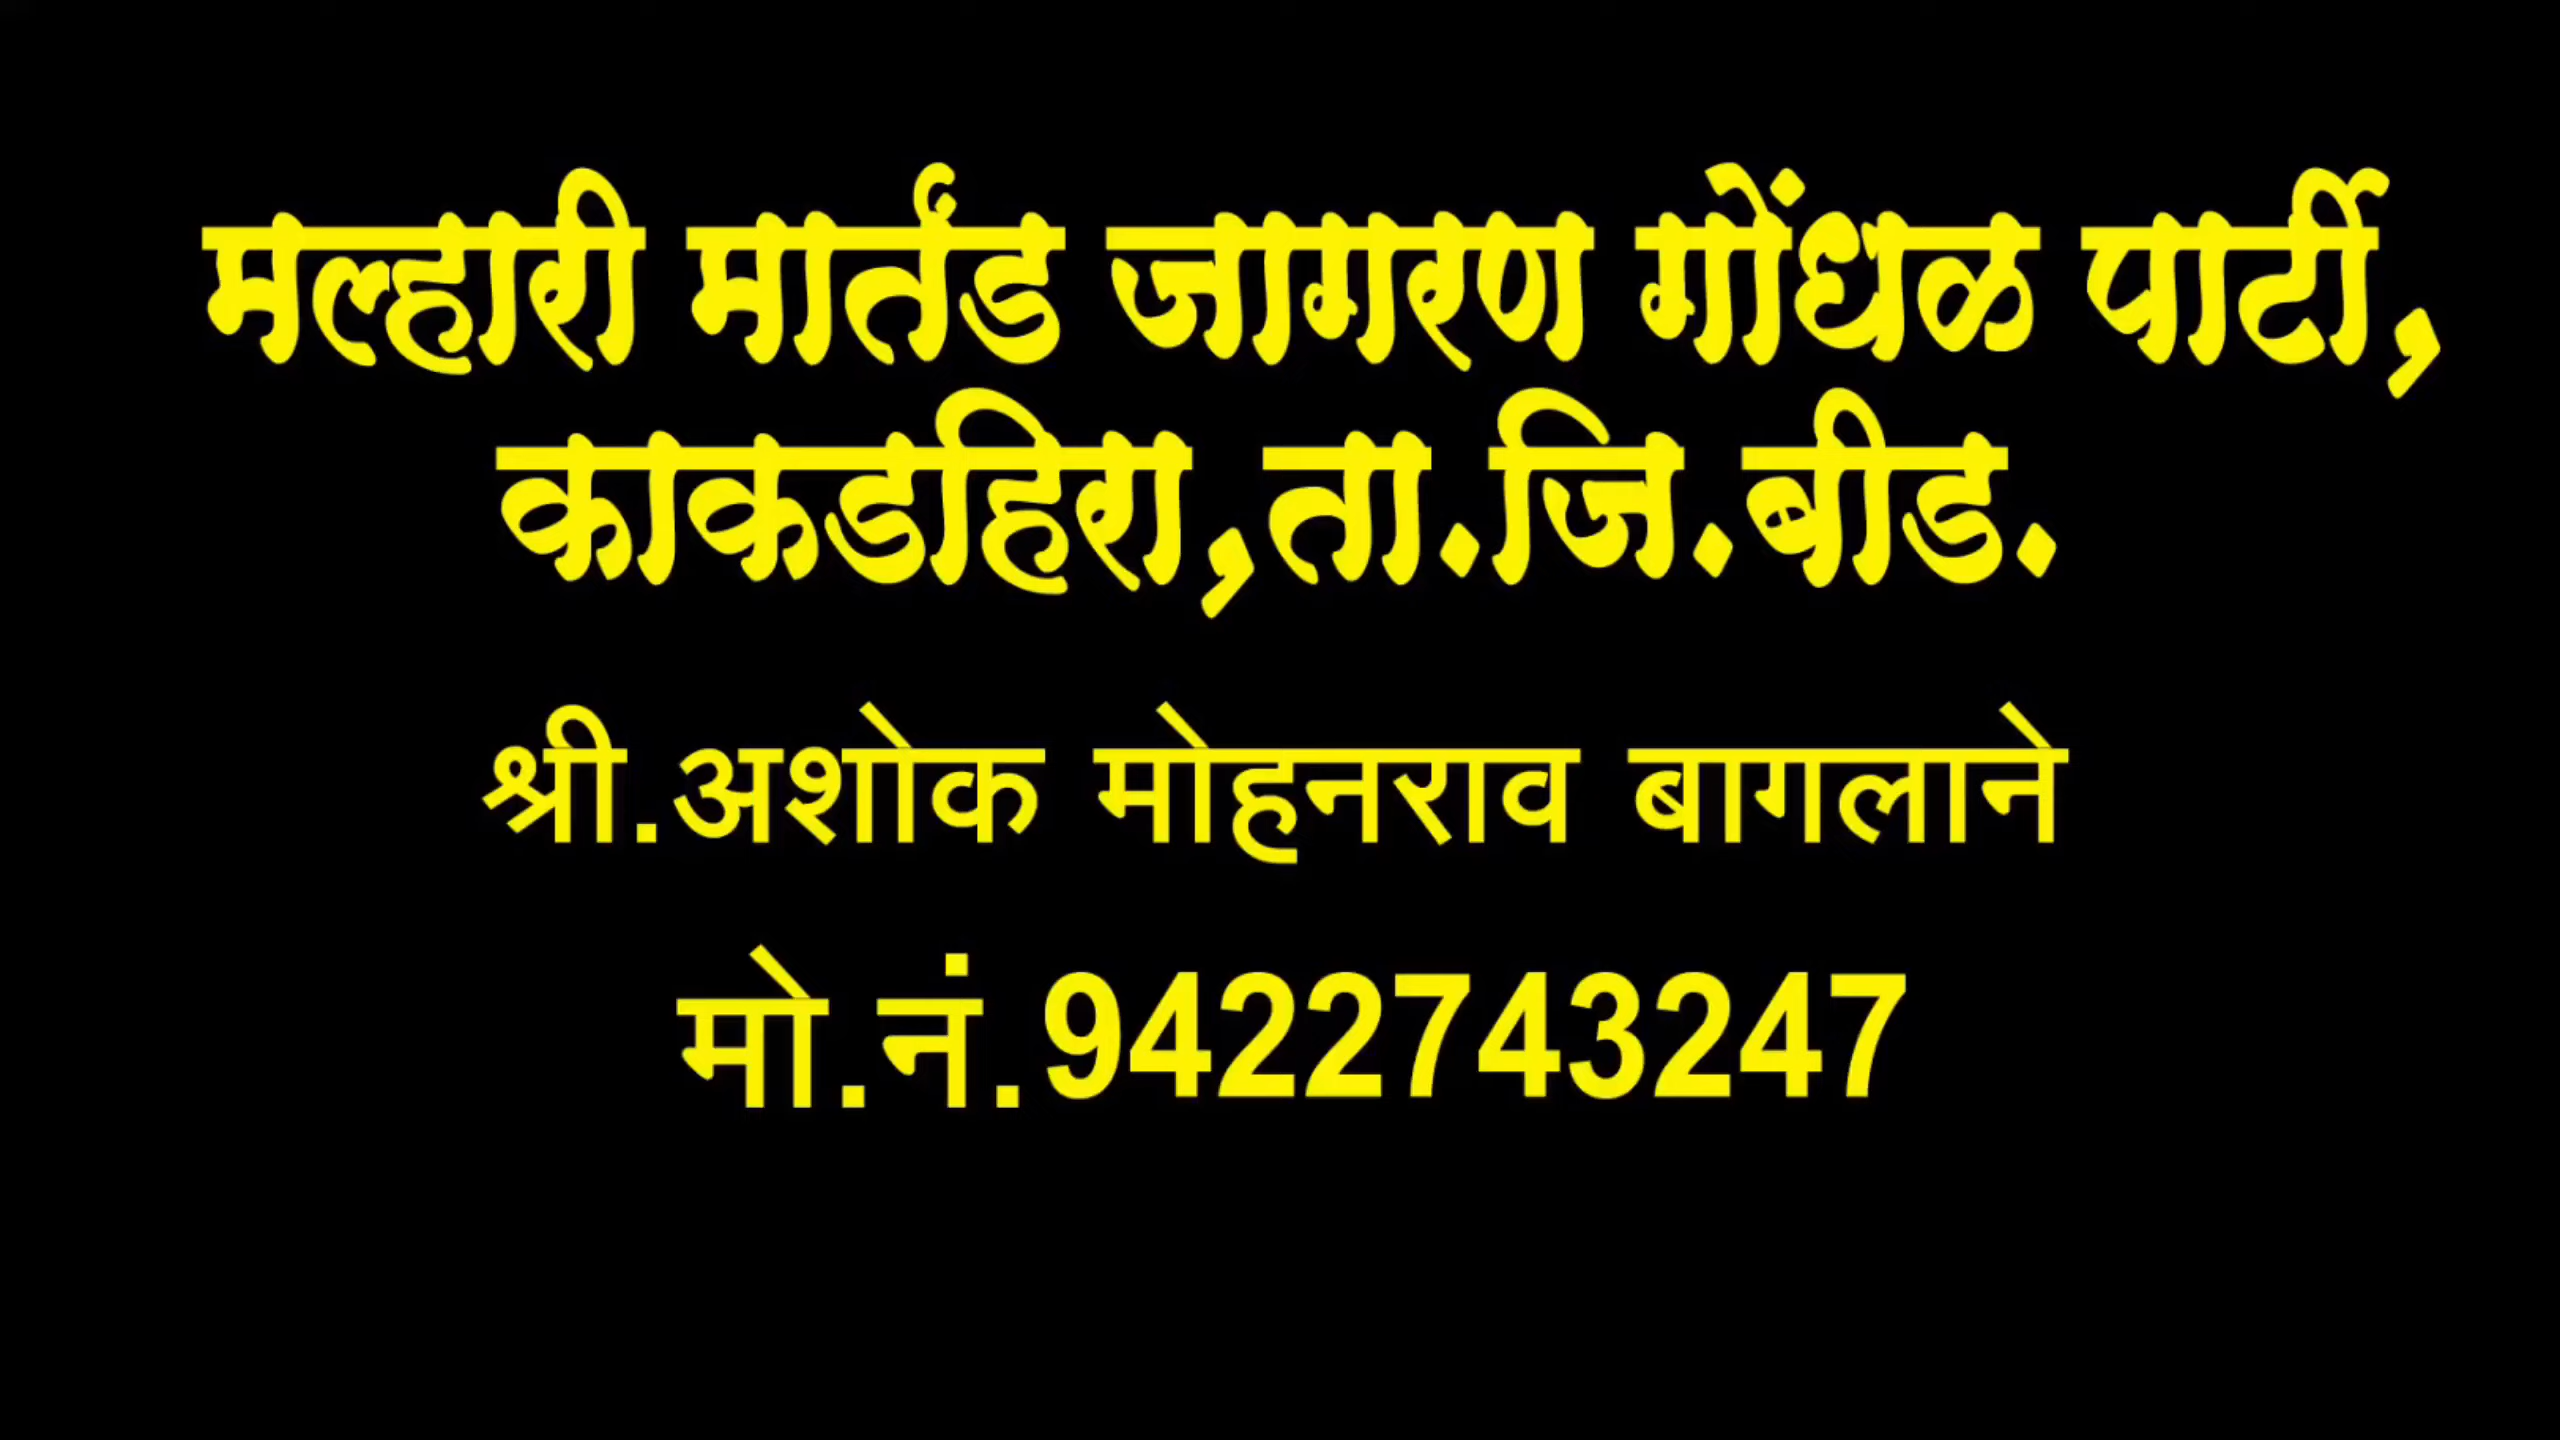 मल्हारी मार्तंड जागरण गोंधळ पार्टी,
काकडहिरा,ता.जि.बीड.
श्री.अशोक मोहनराव बागलाने
मो.नं.9422743247